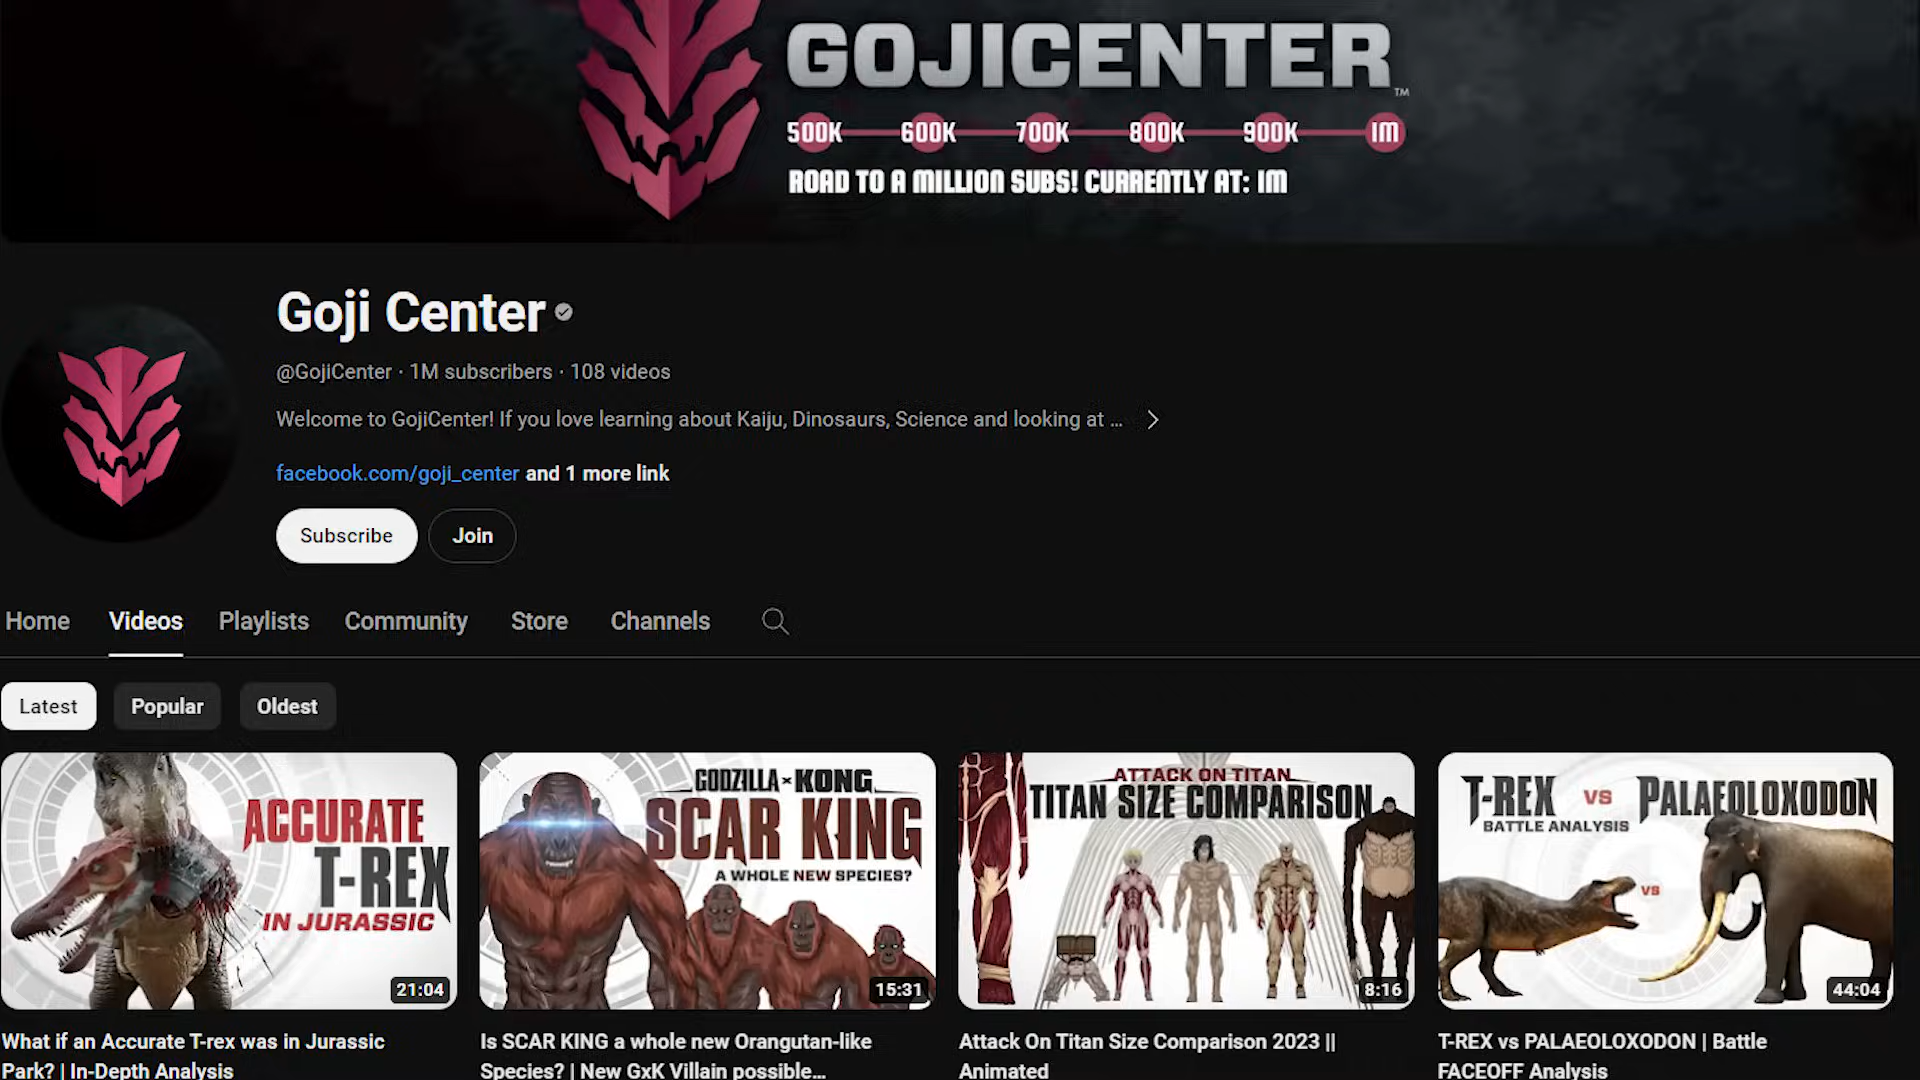 GOJICENTER™
500K 600K 700K 800K 900K 1M
ROAD TO A MILLION SUBS! CURRENTLY AT: 1M
Goji Center
@GojiCenter · 1M subscribers · 108 videos
Welcome to GojiCenter! If you love learning about Kaiju, Dinosaurs, Science and looking at ...
facebook.com/goji_center and 1 more link
Subscribe Join
Home Videos Playlists Community Store Channels
Latest Popular Oldest
ACCURATE
T-REX
IN JURASSIC
21:04
GODZILLA × KONG
SCAR KING
A WHOLE NEW SPECIES?
15:31
ATTACK ON TITAN
TITAN SIZE COMPARISON
8:16
T-REX VS PALAEOLOXODON
BATTLE ANALYSIS
VS
44:04
What if an Accurate T-rex was in Jurassic
Park? | In-Depth Analysis
Is SCAR KING a whole new Orangutan-like
Species? | New GxK Villain possible...
Attack On Titan Size Comparison 2023 ||
Animated
T-REX vs PALAEOLOXODON | Battle
FACEOFF Analysis